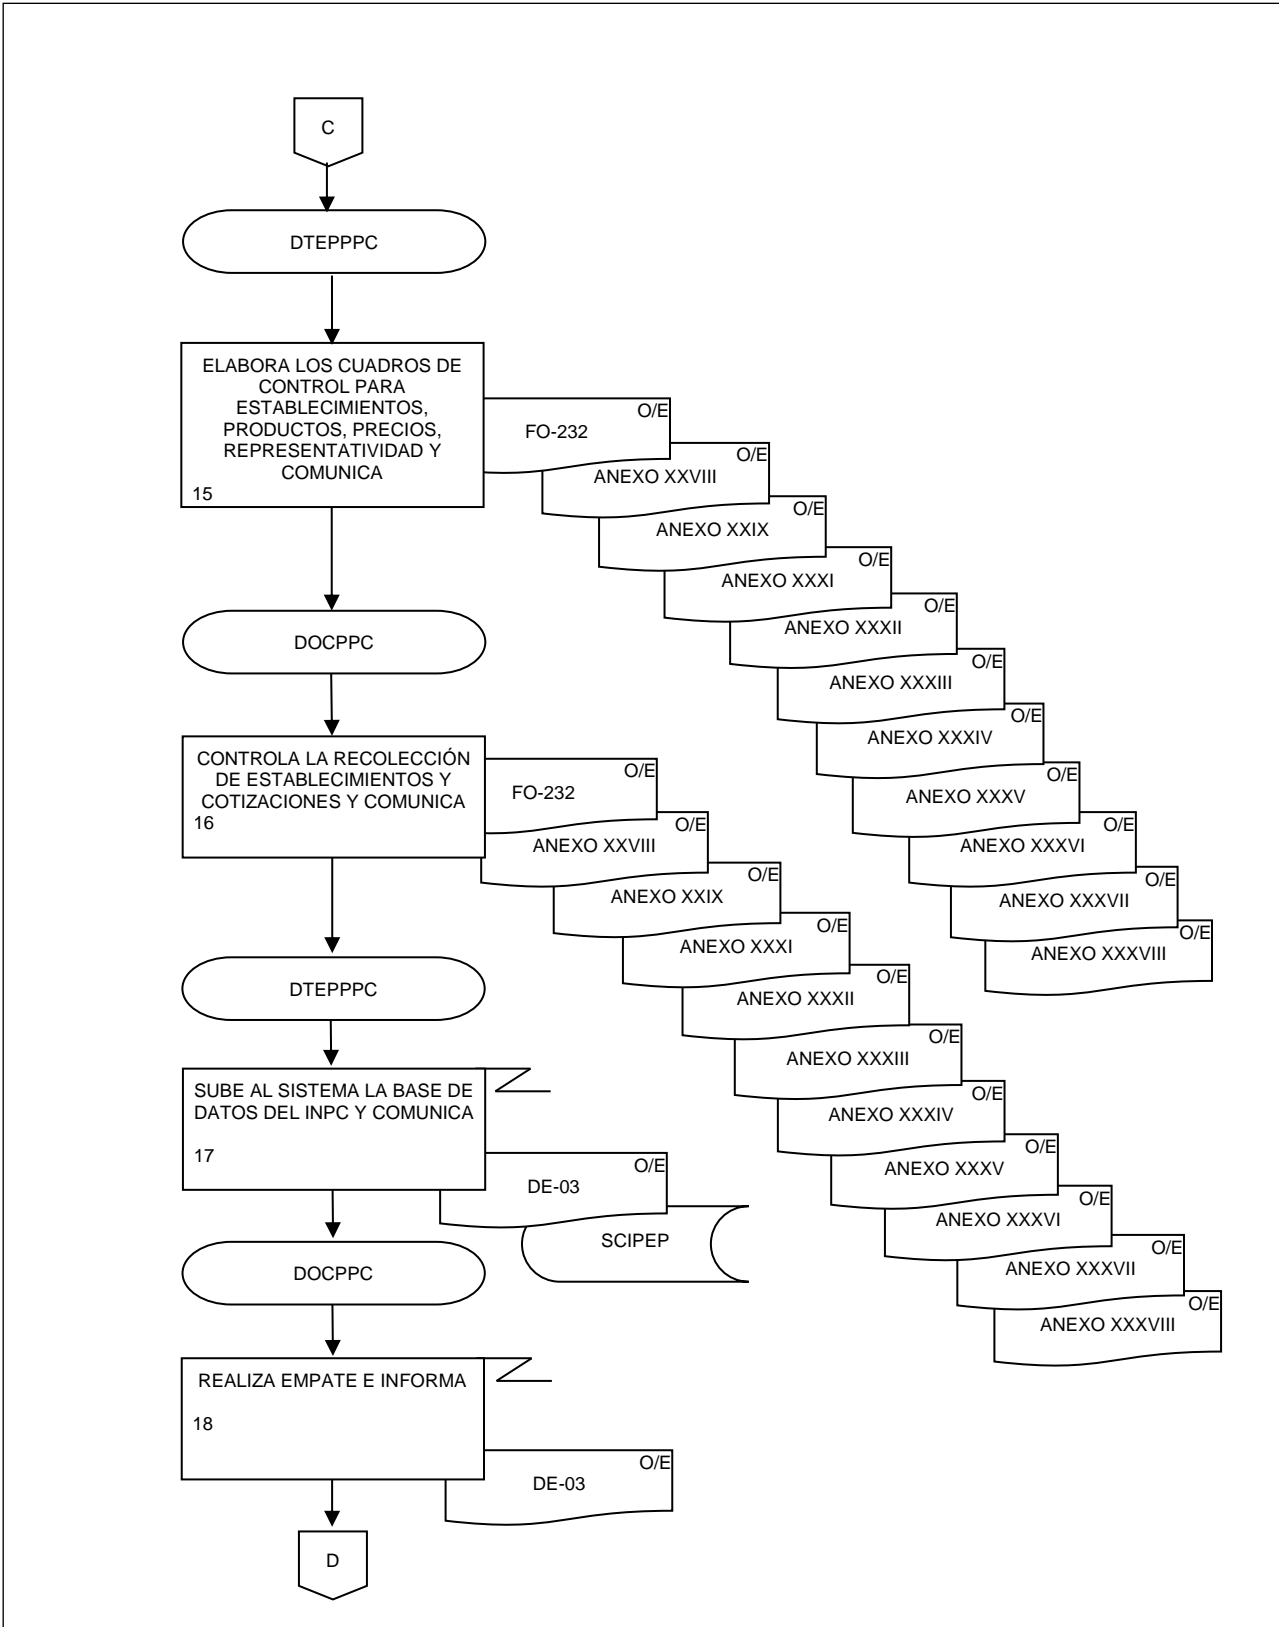 C
DTEPPPC
ELABORA LOS CUADROS DE
CONTROL PARA
ESTABLECIMIENTOS,
PRODUCTOS, PRECIOS,
REPRESENTATIVIDAD Y
COMUNICA
15
O/E
FO-232
O/E
ANEXO XXVIII
O/E
ANEXO XXIX
O/E
ANEXO XXXI
O/E
ANEXO XXXII
O/E
ANEXO XXXIII
O/E
ANEXO XXXIV
O/E
ANEXO XXXV
O/E
ANEXO XXXVI
O/E
ANEXO XXXVII
O/E
ANEXO XXXVIII
DOCPPC
CONTROLA LA RECOLECCIÓN
DE ESTABLECIMIENTOS Y
COTIZACIONES Y COMUNICA
16
O/E
FO-232
O/E
ANEXO XXVIII
O/E
ANEXO XXIX
O/E
ANEXO XXXI
O/E
ANEXO XXXII
O/E
ANEXO XXXIII
O/E
ANEXO XXXIV
O/E
ANEXO XXXV
O/E
ANEXO XXXVI
O/E
ANEXO XXXVII
O/E
ANEXO XXXVIII
DTEPPPC
SUBE AL SISTEMA LA BASE DE
DATOS DEL INPC Y COMUNICA
17
O/E
DE-03
SCIPEP
DOCPPC
REALIZA EMPATE E INFORMA
18
O/E
DE-03
D